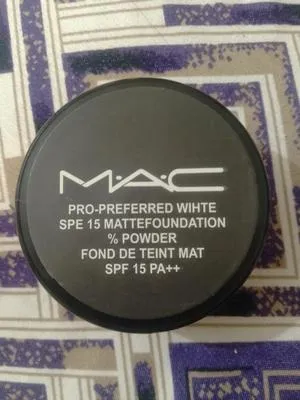 M·A·C
PRO-PREFERRED WIHTE
SPE 15 MATTEFOUNDATION
% POWDER
FOND DE TEINT MAT
SPF 15 PA++